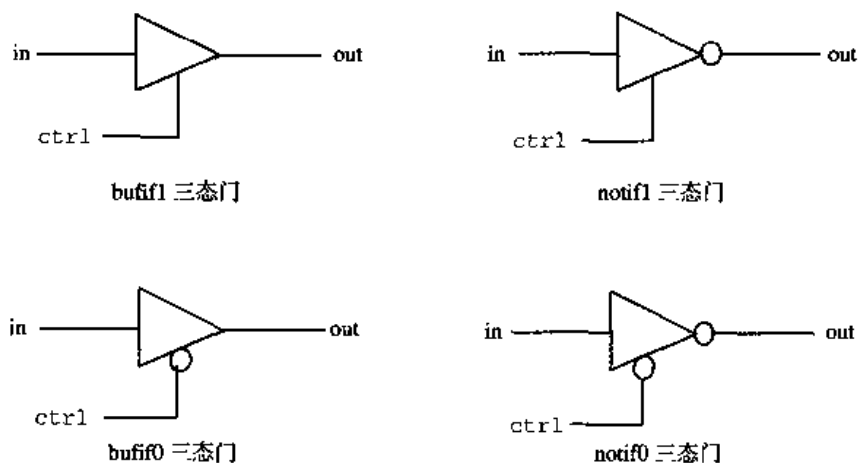 in
out
ctrl
bufif1 三态门
in
out
ctrl
notif1 三态门
in
out
ctrl
bufif0 三态门
in
out
ctrl
notif0 三态门